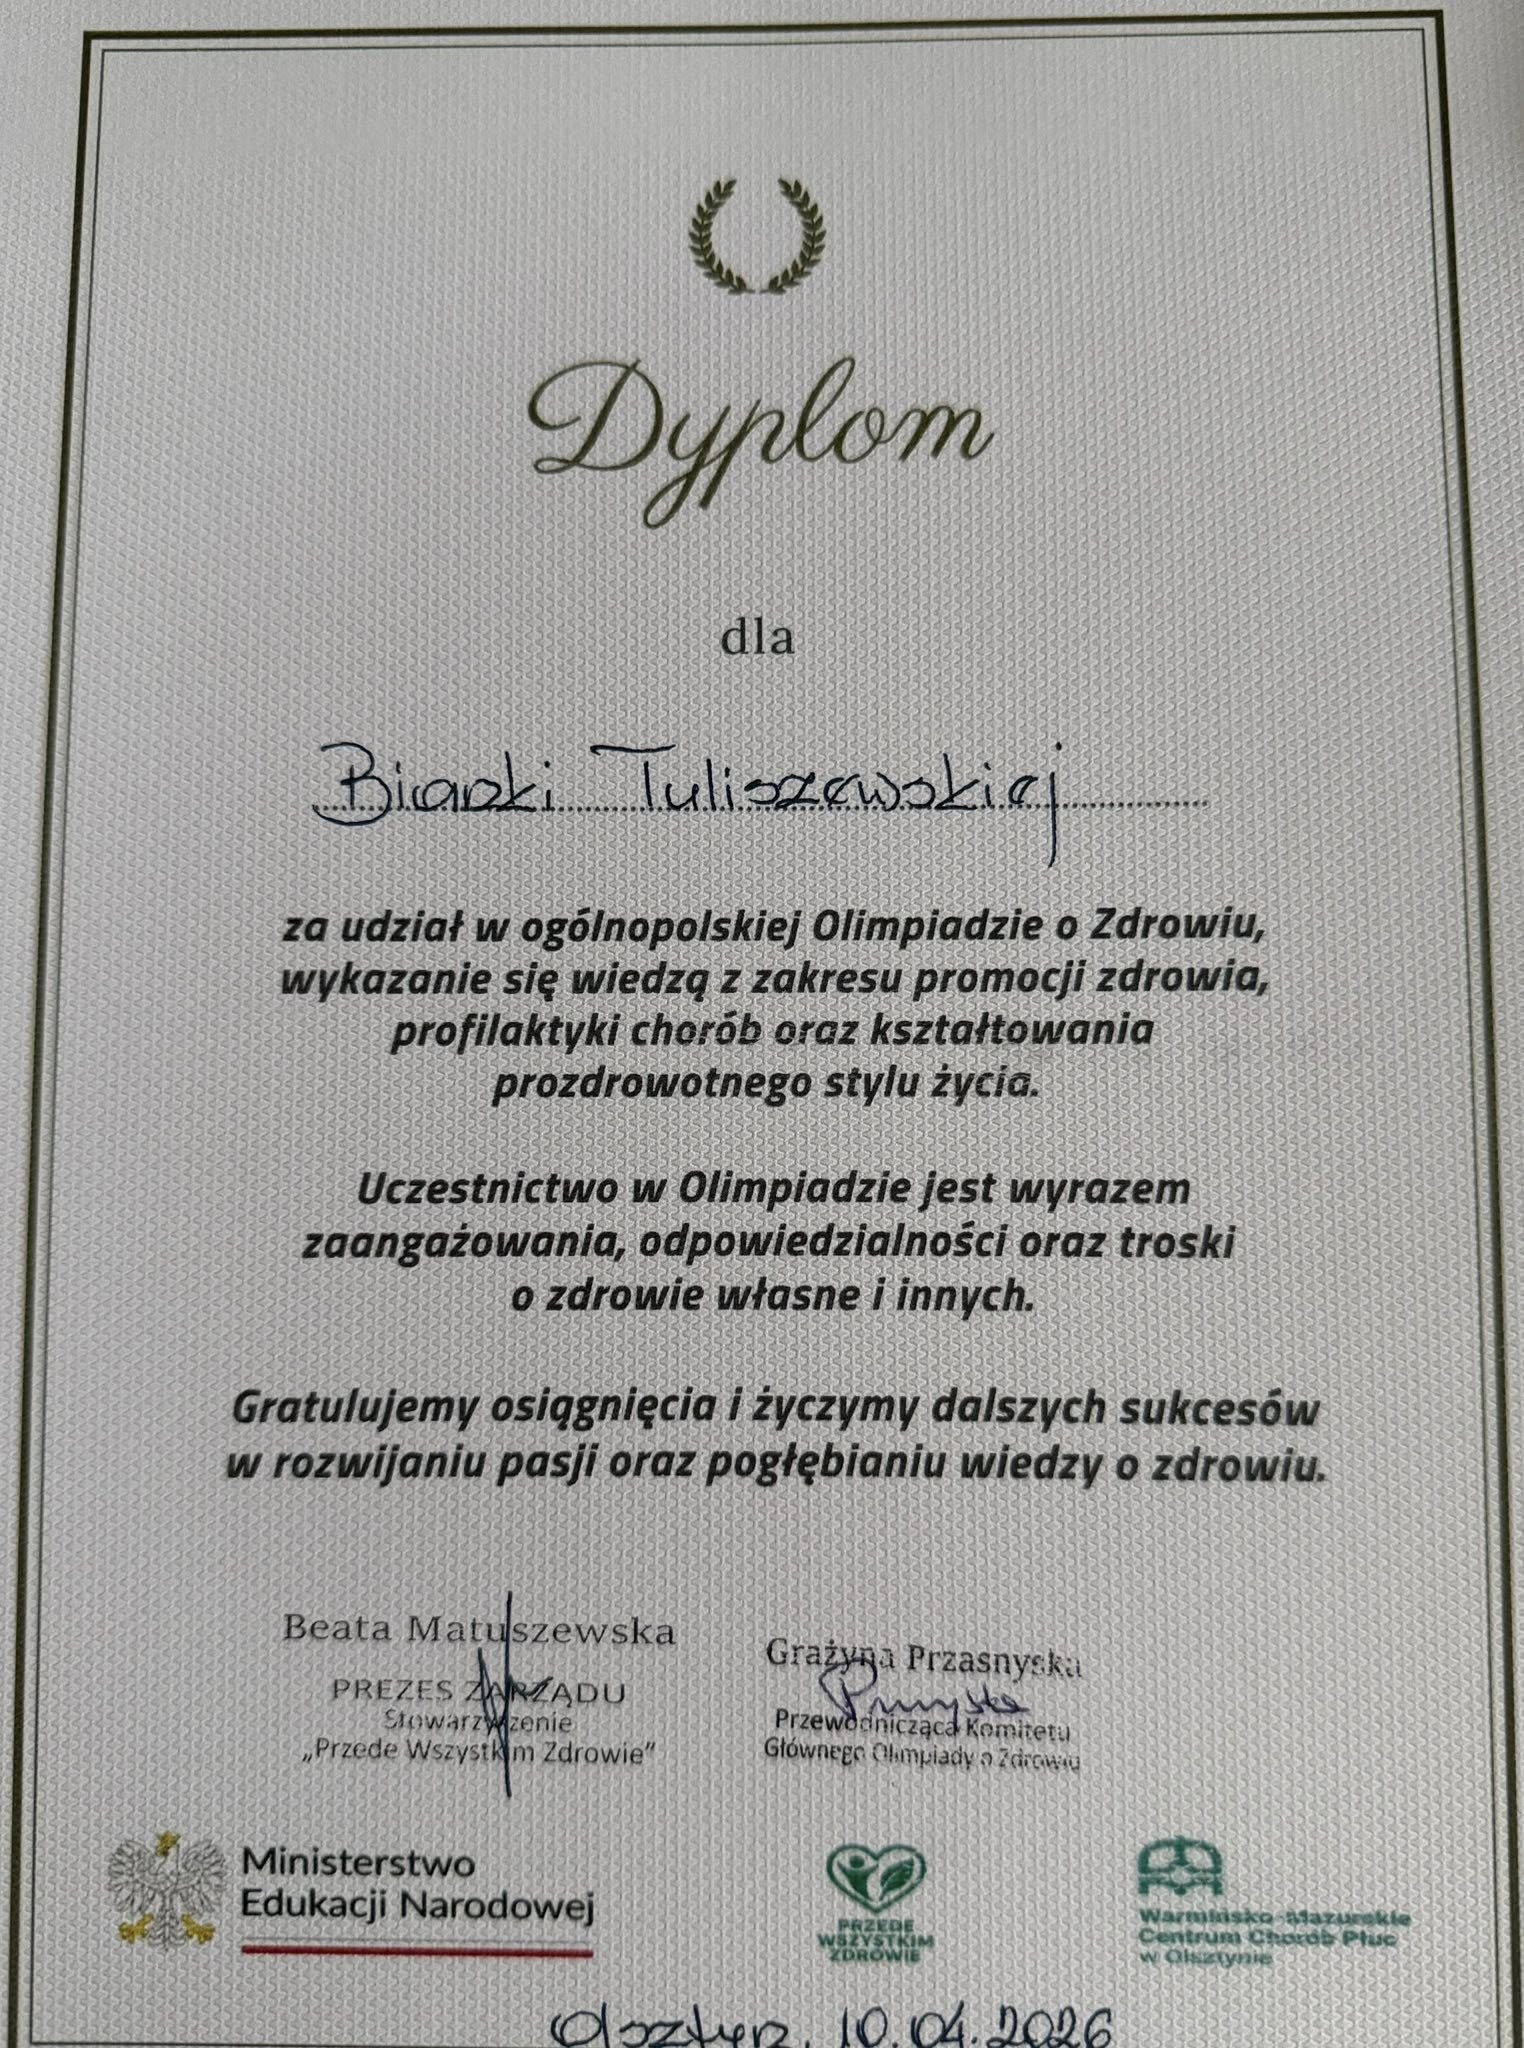 Dyplom
dla
Bianki Tuliszewskiej
za udział w ogólnopolskiej Olimpiadzie o Zdrowiu,
wykazanie się wiedzą z zakresu promocji zdrowia,
profilaktyki chorób oraz kształtowania
prozdrowotnego stylu życia.
Uczestnictwo w Olimpiadzie jest wyrazem
zaangażowania, odpowiedzialności oraz troski
o zdrowie własne i innych.
Gratulujemy osiągnięcia i życzymy dalszych sukcesów
w rozwijaniu pasji oraz pogłębianiu wiedzy o zdrowiu.
Beata Matuszewska
PREZES ZARZĄDU
Stowarzyszenie
„Przede Wszystkim Zdrowie”
Grażyna Przasnyska
Przewodnicząca Komitetu
Głównego Olimpiady o Zdrowiu
Ministerstwo
Edukacji Narodowej
PRZEDE
WSZYSTKIM
ZDROWIE
Warmińsko-Mazurskie
Centrum Chorób Płuc
w Olsztynie
Olsztyn, 10.04.2026